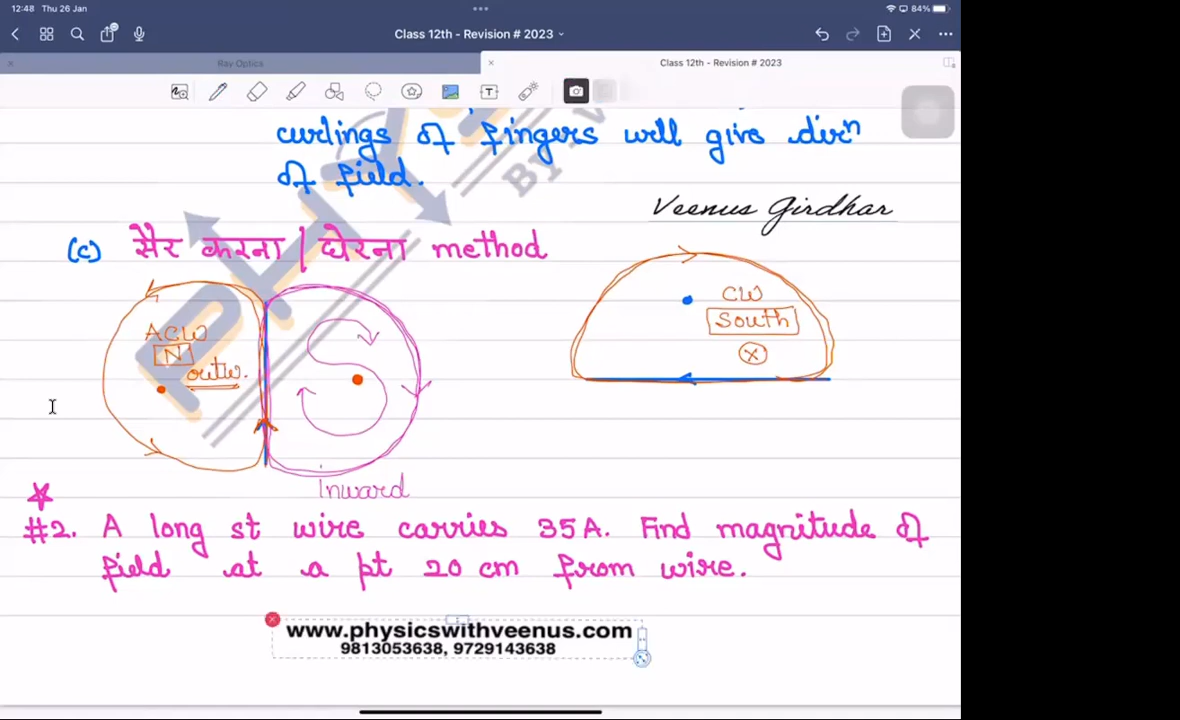 12:48 Thu 26 Jan
84%
Class 12th - Revision # 2023
Ray Optics
Class 12th - Revision # 2023
curlings of fingers will give dirⁿ
of field.
Veenus Girdhar
(c) सैर करना / घेरना method
ACW
N
outw.
CW
South
Inward
#2. A long st wire carries 35A. Find magnitude of
field at a pt 20 cm from wire.
www.physicswithveenus.com
9813053638, 9729143638